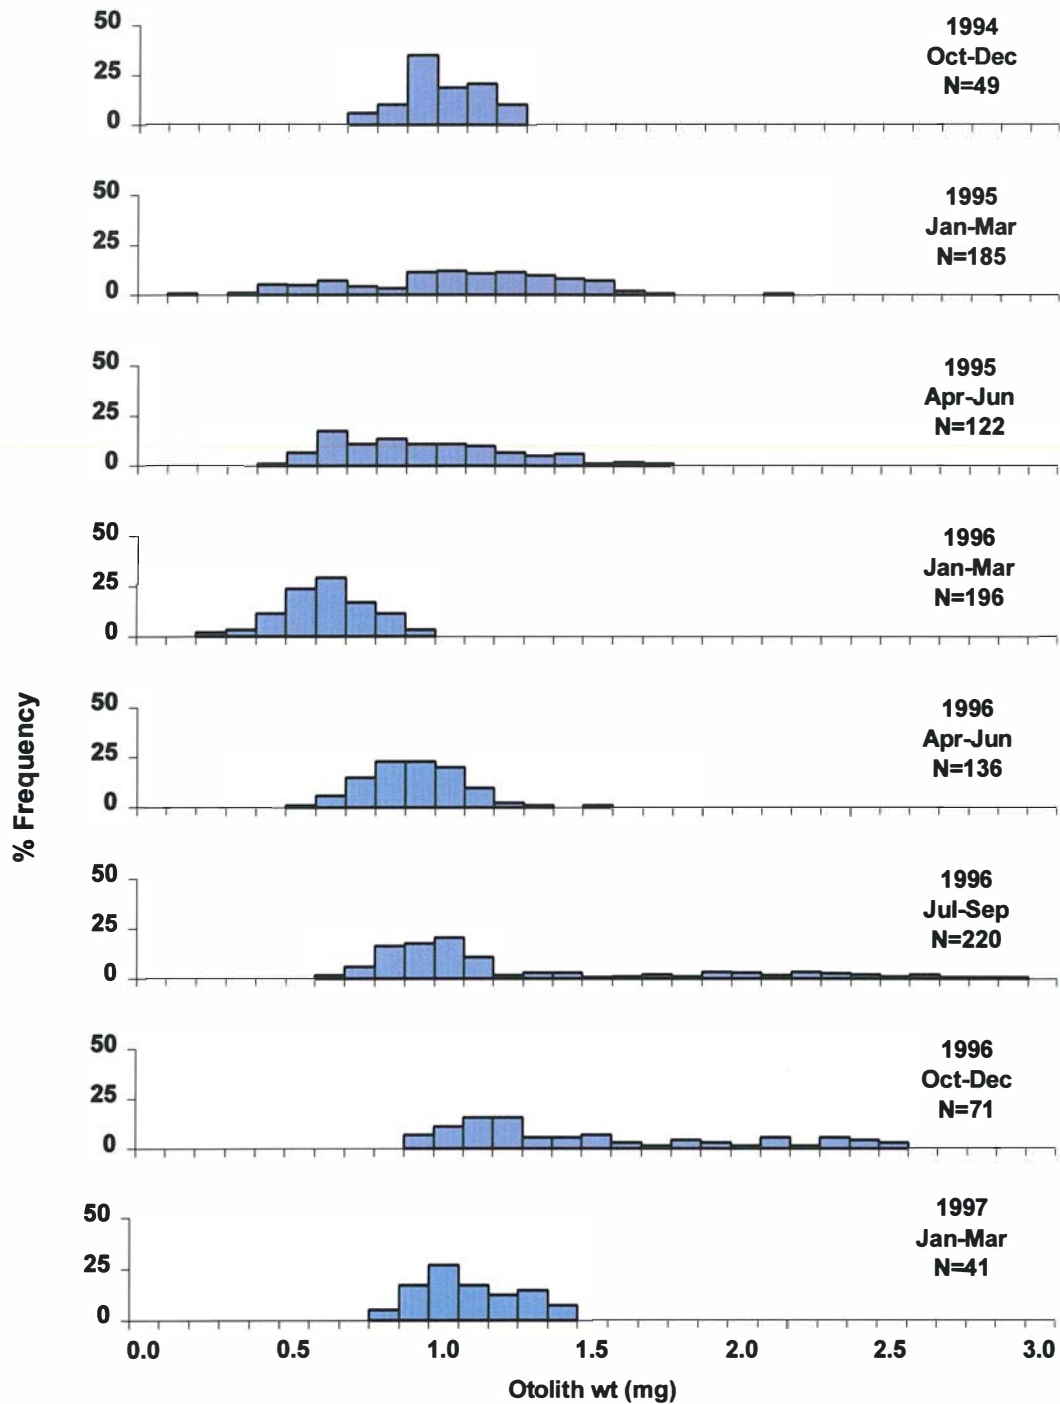 50
25
0
1994
Oct-Dec
N=49
50
25
0
1995
Jan-Mar
N=185
50
25
0
1995
Apr-Jun
N=122
50
25
0
1996
Jan-Mar
N=196
% Frequency
50
25
0
1996
Apr-Jun
N=136
50
25
0
1996
Jul-Sep
N=220
50
25
0
1996
Oct-Dec
N=71
50
25
0
1997
Jan-Mar
N=41
0.0 0.5 1.0 1.5 2.0 2.5 3.0
Otolith wt (mg)